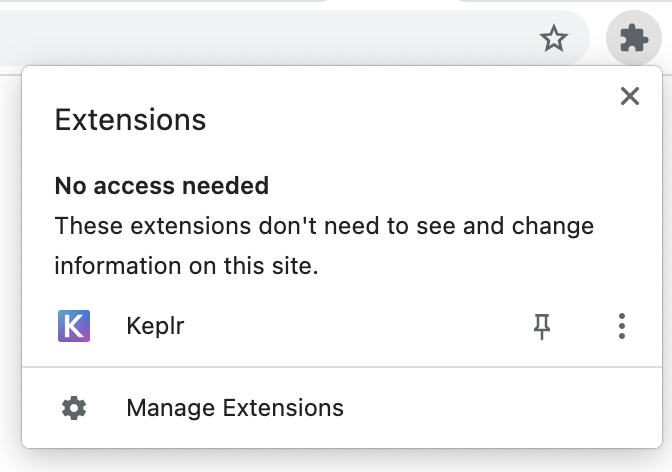 Extensions
No access needed
These extensions don't need to see and change
information on this site.
K Keplr
Manage Extensions